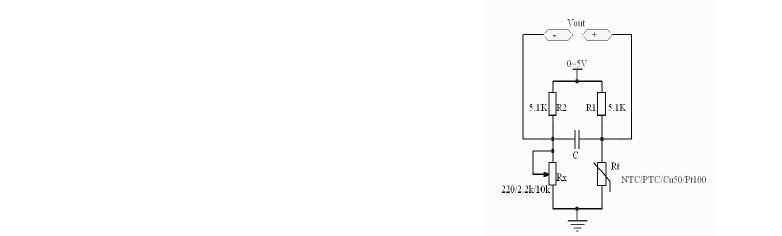 Vout
- +
0~5V
5.1K R2 R1 5.1K
C
Rt
Rx NTC/PTC/Cu50/Pt100
220/2.2k/10k